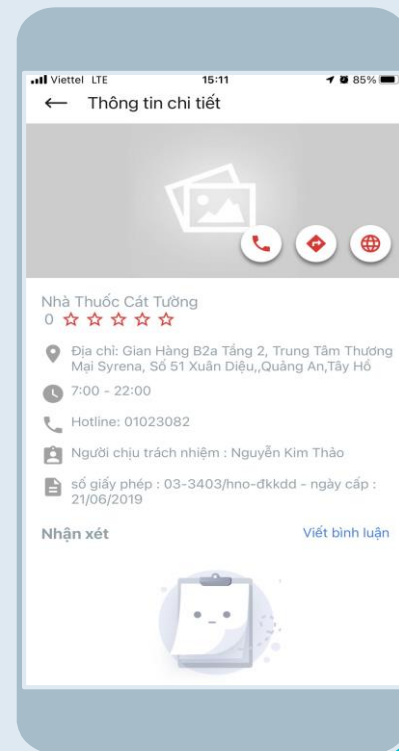 Viettel LTE 15:11 85%
← Thông tin chi tiết
Nhà Thuốc Cát Tường
0
Địa chỉ: Gian Hàng B2a Tầng 2, Trung Tâm Thương
Mại Syrena, Số 51 Xuân Diệu,,Quảng An,Tây Hồ
7:00 - 22:00
Hotline: 01023082
Người chịu trách nhiệm : Nguyễn Kim Thảo
số giấy phép : 03-3403/hno-đkkdd - ngày cấp :
21/06/2019
Nhận xét Viết bình luận